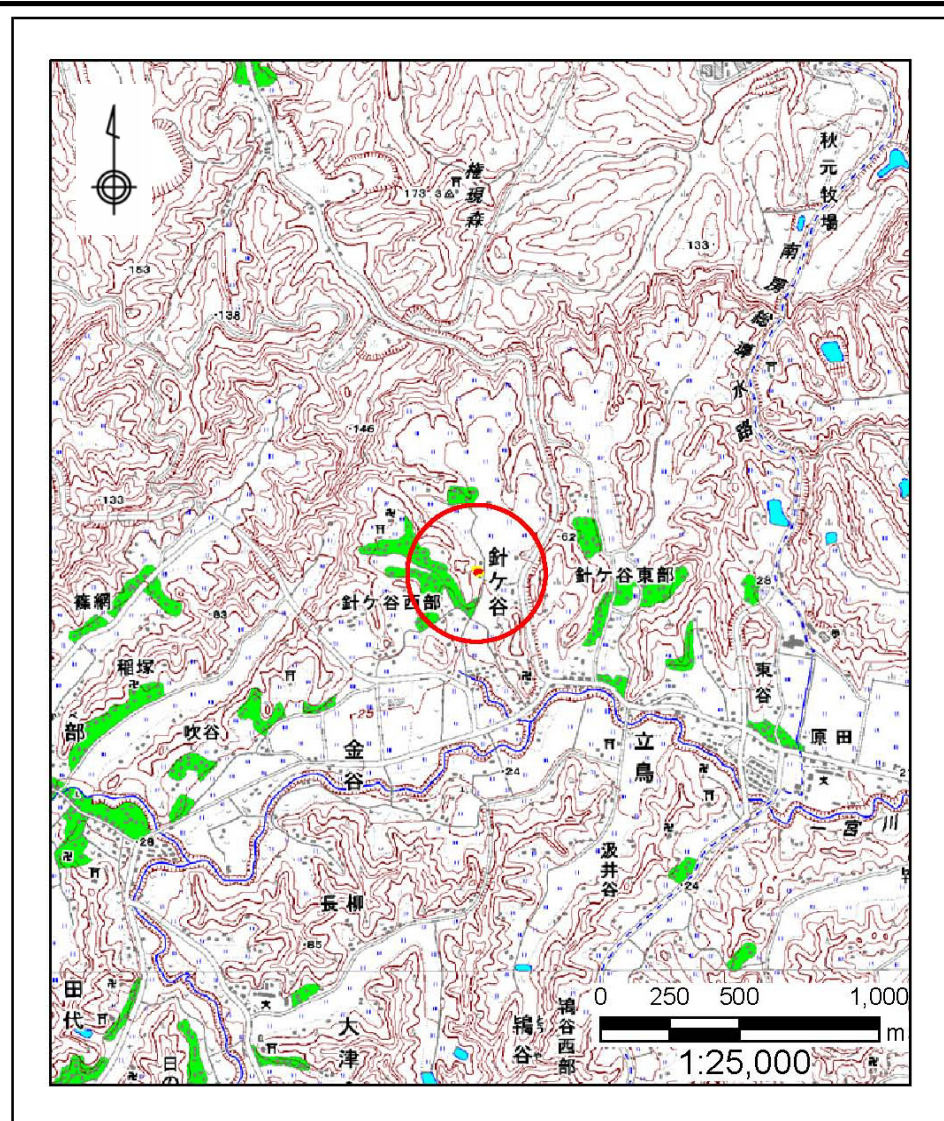 権現森
173.3
秋元牧場
133
南房総導水路
153
138
146
133
62
針ケ谷
針ケ谷西部
針ケ谷東部
28
篠網
83
稲塚
東谷
部
吹谷
25
金谷
立鳥
原田
24
21
28
一宮川
汲井谷
24
長柳
85
田代
大津
鴇谷
鴇谷西部
日の
0 250 500 1,000
m
1:25,000